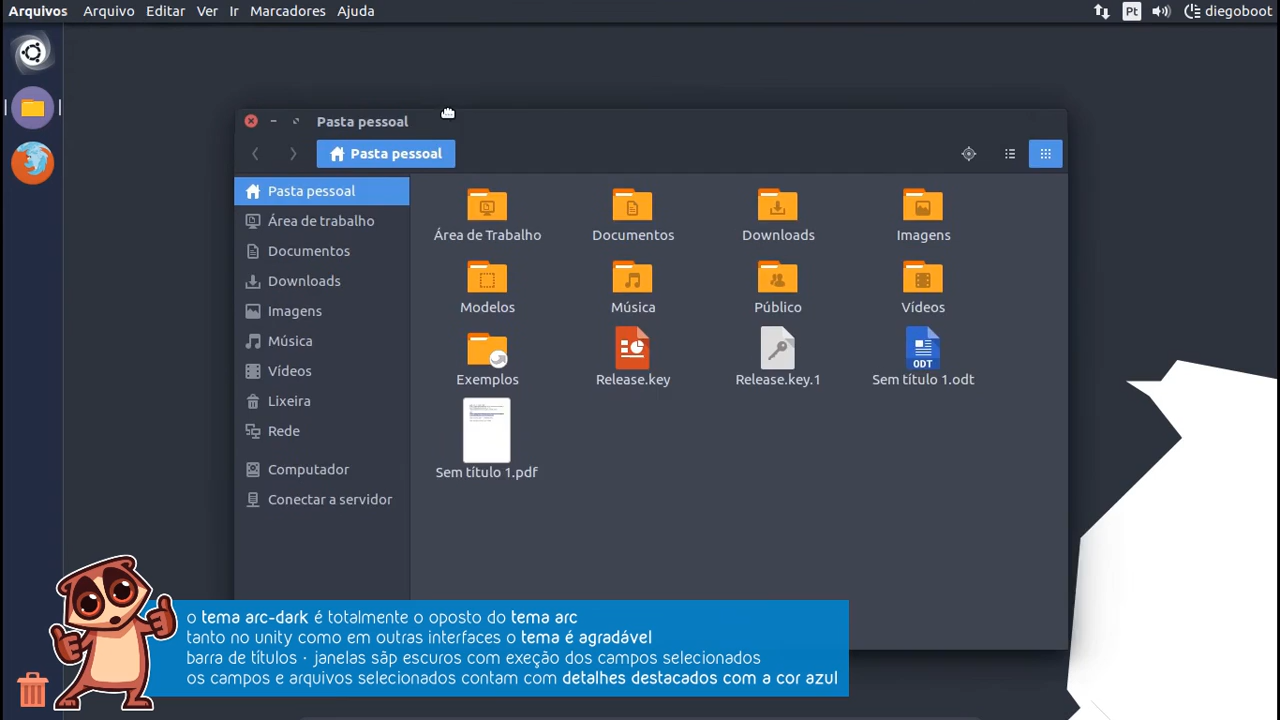 Arquivos Arquivo Editar Ver Ir Marcadores Ajuda Pt diegoboot
Pasta pessoal
Pasta pessoal
Pasta pessoal
Área de trabalho
Documentos
Downloads
Imagens
Música
Vídeos
Lixeira
Rede
Computador
Conectar a servidor
Área de Trabalho Documentos Downloads Imagens
Modelos Música Público Vídeos
Exemplos Release.key Release.key.1 ODT Sem título 1.odt
Sem título 1.pdf
o tema arc-dark é totalmente o oposto do tema arc
tanto no unity como em outras interfaces o tema é agradável
barra de títulos - janelas sãp escuros com exeção dos campos selecionados
os campos e arquivos selecionados contam com detalhes destacados com a cor azul